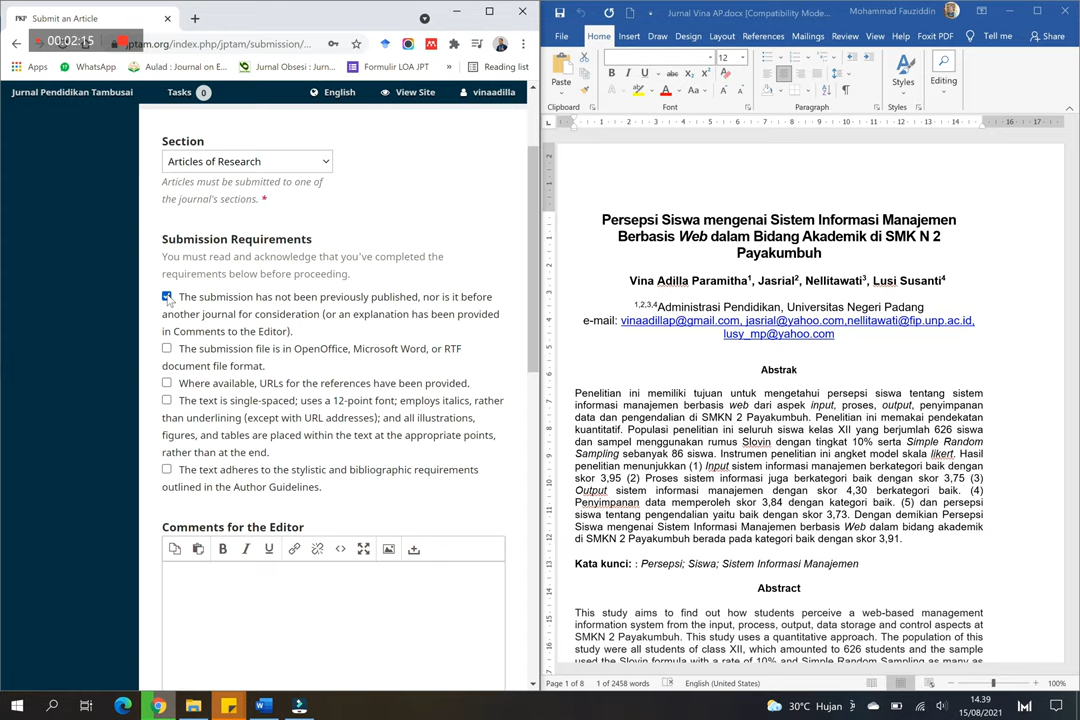 Submit an Article
00:02:15
jptam.org/index.php/jptam/submission/...
Apps
WhatsApp
Aulad : Journal on E...
Jurnal Obsesi : Jurn...
Formulir LOA JPT
»
Reading list
Jurnal Pendidikan Tambusai
Tasks 0
English
View Site
vinaadilla
Section
Articles of Research
Articles must be submitted to one of
the journal's sections. *
Submission Requirements
You must read and acknowledge that you've completed the
requirements below before proceeding.
The submission has not been previously published, nor is it before
another journal for consideration (or an explanation has been provided
in Comments to the Editor).
The submission file is in OpenOffice, Microsoft Word, or RTF
document file format.
Where available, URLs for the references have been provided.
The text is single-spaced; uses a 12-point font; employs italics, rather
than underlining (except with URL addresses); and all illustrations,
figures, and tables are placed within the text at the appropriate points,
rather than at the end.
The text adheres to the stylistic and bibliographic requirements
outlined in the Author Guidelines.
Comments for the Editor
Jurnal Vina AP.docx [Compatibility Mode...
Mohammad Fauziddin
File Home Insert Draw Design Layout References Mailings Review View Help Foxit PDF Tell me Share
Paste
12
Styles
Editing
Clipboard
Font
Paragraph
Styles
Persepsi Siswa mengenai Sistem Informasi Manajemen
Berbasis Web dalam Bidang Akademik di SMK N 2
Payakumbuh
Vina Adilla Paramitha1, Jasrial2, Nellitawati3, Lusi Susanti4
1,2,3,4Administrasi Pendidikan, Universitas Negeri Padang
e-mail: vinaadillap@gmail.com, jasrial@yahoo.com,nellitawati@fip.unp.ac.id,
lusy_mp@yahoo.com
Abstrak
Penelitian ini memiliki tujuan untuk mengetahui persepsi siswa tentang sistem
informasi manajemen berbasis web dari aspek input, proses, output, penyimpanan
data dan pengendalian di SMKN 2 Payakumbuh. Penelitian ini memakai pendekatan
kuantitatif. Populasi penelitian ini seluruh siswa kelas XII yang berjumlah 626 siswa
dan sampel menggunakan rumus Slovin dengan tingkat 10% serta Simple Random
Sampling sebanyak 86 siswa. Instrumen penelitian ini angket model skala likert. Hasil
penelitian menunjukkan (1) Input sistem informasi manajemen berkategori baik dengan
skor 3,95 (2) Proses sistem informasi juga berkategori baik dengan skor 3,75 (3)
Output sistem informasi manajemen dengan skor 4,30 berkategori baik. (4)
Penyimpanan data memperoleh skor 3,84 dengan kategori baik. (5) dan persepsi
siswa tentang pengendalian yaitu baik dengan skor 3,73. Dengan demikian Persepsi
Siswa mengenai Sistem Informasi Manajemen berbasis Web dalam bidang akademik
di SMKN 2 Payakumbuh berada pada kategori baik dengan skor 3,91.
Kata kunci: : Persepsi; Siswa; Sistem Informasi Manajemen
Abstract
This study aims to find out how students perceive a web-based management
information system from the input, process, output, data storage and control aspects at
SMKN 2 Payakumbuh. This study uses a quantitative approach. The population of this
study were all students of class XII, which amounted to 626 students and the sample
used the Slovin formula with a rate of 10% and Simple Random Sampling as many as
Page 1 of 8
1 of 2458 words
English (United States)
100%
30°C Hujan
14.39
15/08/2021